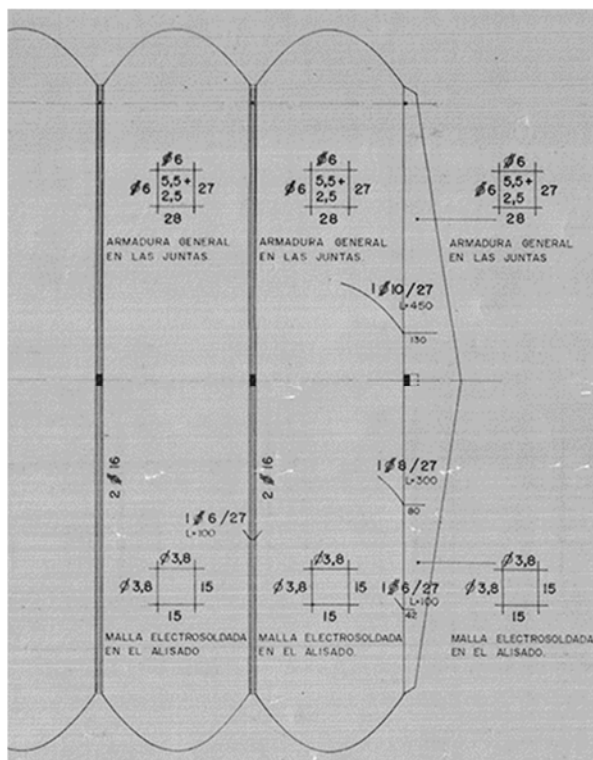 Ø6
Ø6 5,5+ 27
2,5
28
ARMADURA GENERAL
EN LAS JUNTAS.
Ø6
Ø6 5,5+ 27
2,5
28
ARMADURA GENERAL
EN LAS JUNTAS.
Ø6
Ø6 5,5+ 27
2,5
28
ARMADURA GENERAL
EN LAS JUNTAS
1Ø10/27
L=450
130
2Ø16
2Ø16
1Ø8/27
L=300
80
1Ø6/27
L=100
Ø3,8
Ø3,8 15
15
MALLA ELECTROSOLDADA
EN EL ALISADO
Ø3,8
Ø3,8 15
15
MALLA ELECTROSOLDADA
EN EL ALISADO.
1Ø6/27
L=100
42
Ø3,8
Ø3,8 15
15
MALLA ELECTROSOLDADA
EN EL ALISADO.